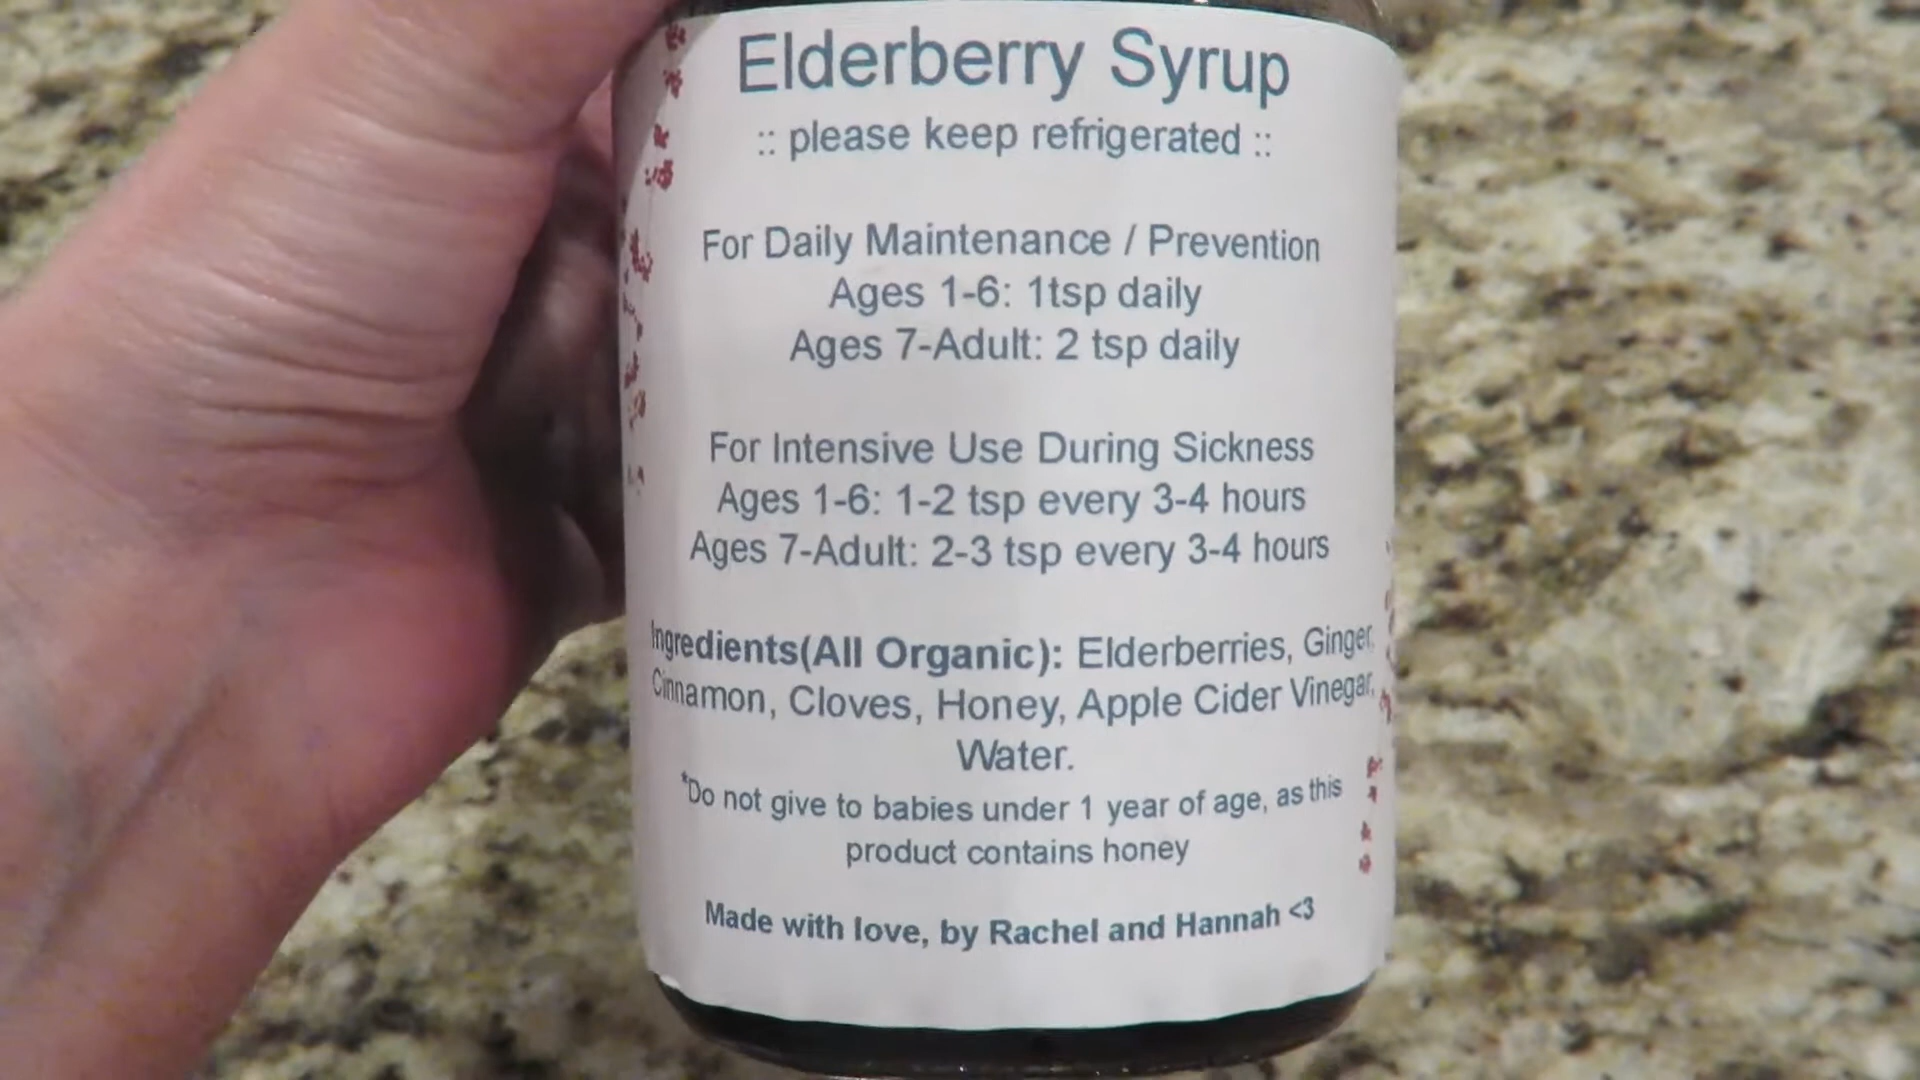 Elderberry Syrup
:: please keep refrigerated ::
For Daily Maintenance / Prevention
Ages 1-6: 1tsp daily
Ages 7-Adult: 2 tsp daily
For Intensive Use During Sickness
Ages 1-6: 1-2 tsp every 3-4 hours
Ages 7-Adult: 2-3 tsp every 3-4 hours
Ingredients(All Organic): Elderberries, Ginger,
Cinnamon, Cloves, Honey, Apple Cider Vinegar,
Water.
*Do not give to babies under 1 year of age, as this
product contains honey
Made with love, by Rachel and Hannah <3